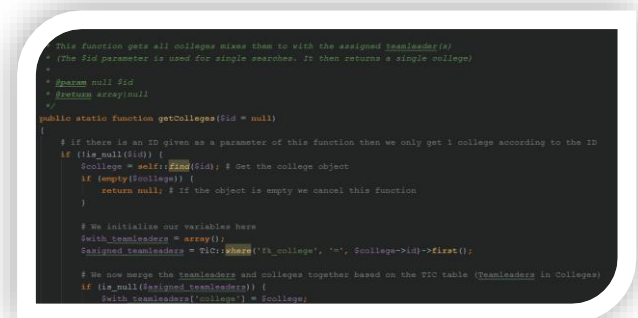 * This function gets all colleges mixes them to with the assigned teamleader(s)
* (The $id parameter is used for single searches. It then returns a single college)
*
* @param null $id
* @return array|null
*/
public static function getColleges($id = null)
{
# if there is an ID given as a parameter of this function then we only get 1 college according to the ID
if (!is_null($id)) {
$college = self::find($id); # Get the college object
if (empty($college)) {
return null; # If the object is empty we cancel this function
}
# We initialize our variables here
$with_teamleaders = array();
$asigned_teamleaders = TiC::where('fk_college', '=', $college->id)->first();
# We now merge the teamleaders and colleges together based on the TIC table (Teamleaders in Colleges)
if (is_null($asigned_teamleaders)) {
$with_teamleaders['college'] = $college;